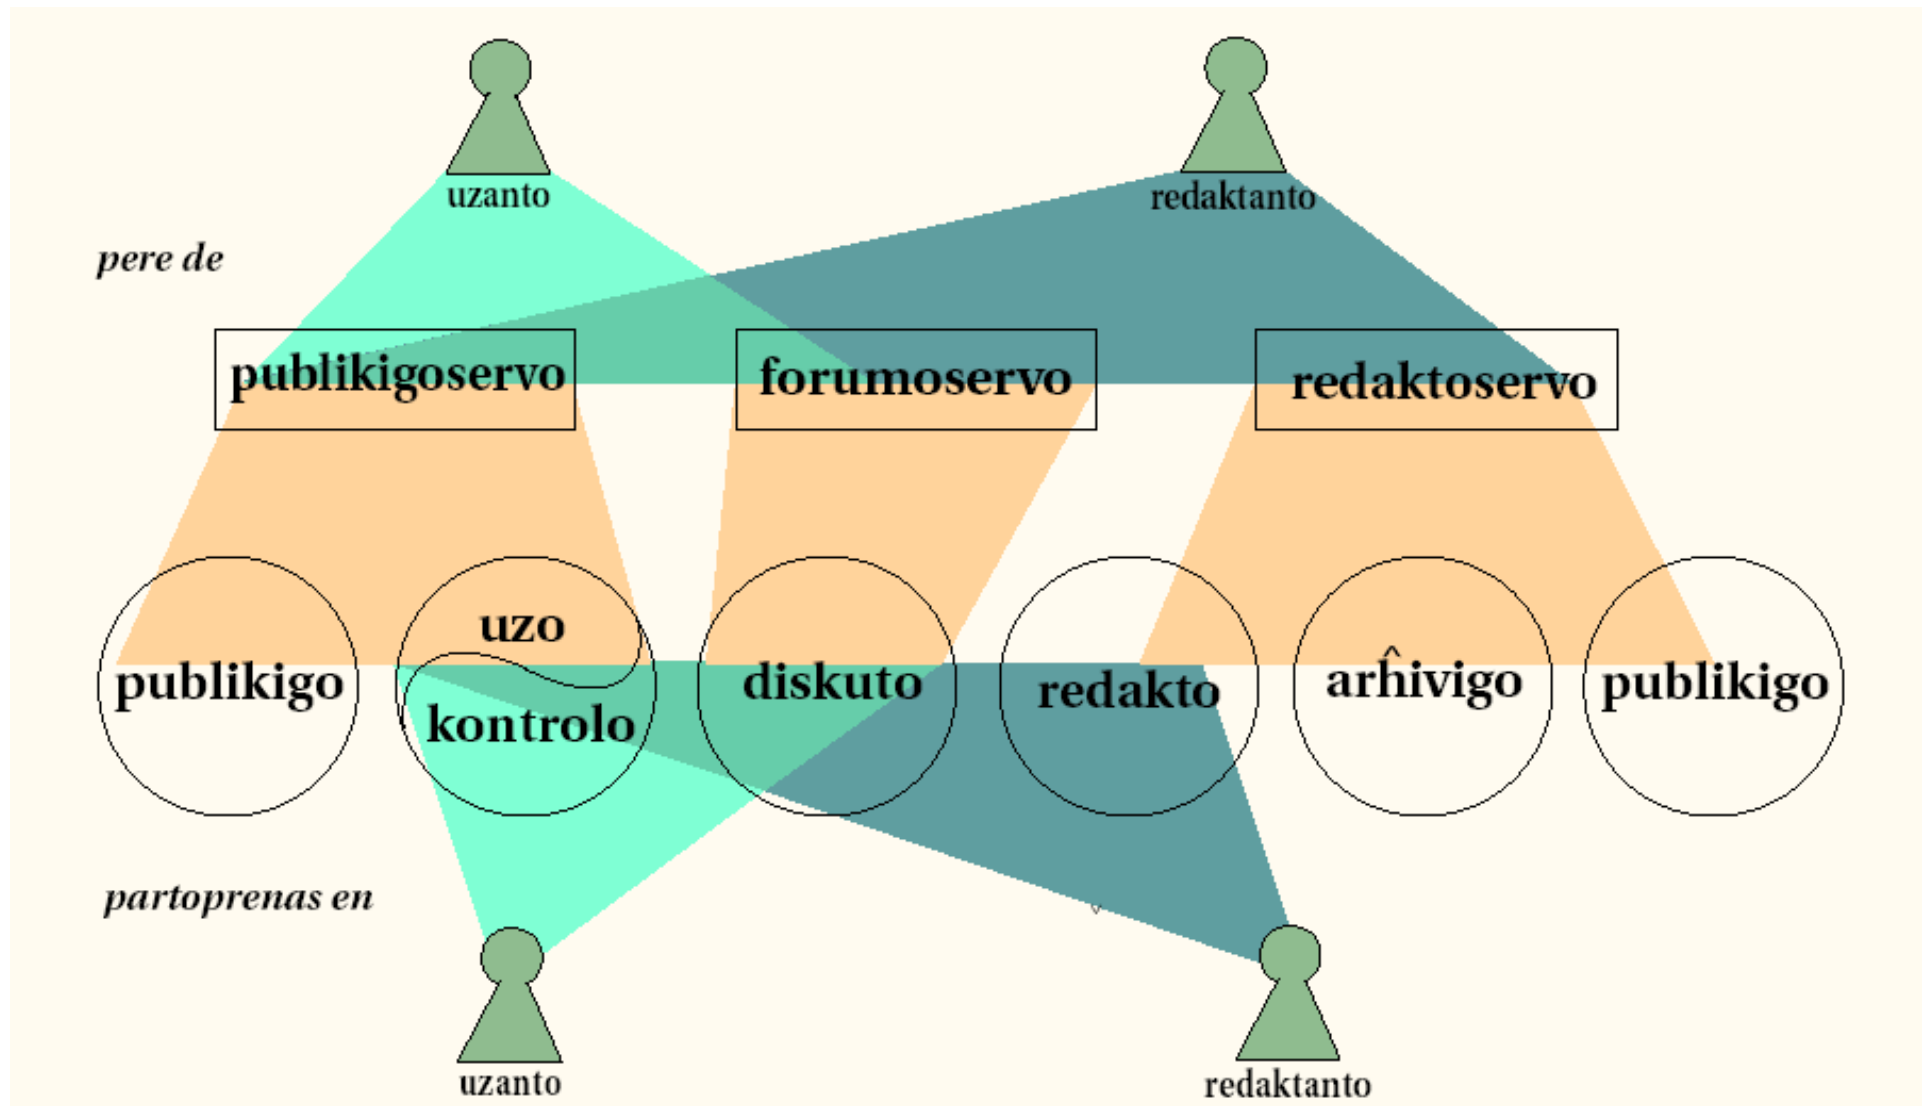 uzanto
redaktanto
pere de
publikigoservo
forumoservo
redaktoservo
publikigo
uzo
kontrolo
diskuto
redakto
arĥivigo
publikigo
partoprenas en
uzanto
redaktanto